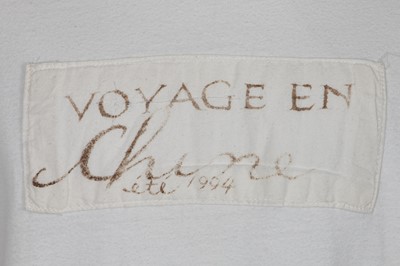 VOYAGE EN
Chine
été 1994